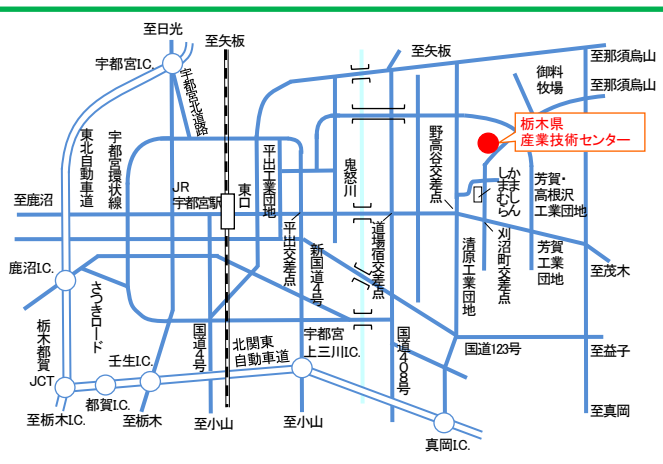 至日光
至矢板
宇都宮I.C.
宇都宮北道路
至矢板
至那須烏山
御料
牧場
至那須烏山
栃木県
産業技術センター
東北自動車道
宇都宮環状線
平出工業団地
鬼怒川
野高谷交差点
かましん
しまむら
芳賀・
高根沢
工業団地
JR
宇都宮駅
東口
至鹿沼
平出交差点
新国道4号
道場宿交差点
清原工業団地
刈沼町交差点
芳賀
工業
団地
至茂木
鹿沼I.C.
さつきロード
栃木都賀
JCT
壬生I.C.
都賀I.C.
国道4号
北関東
自動車道
宇都宮
上三川I.C.
国道408号
国道123号
至益子
至栃木I.C.
至栃木
至小山
至小山
真岡I.C.
至真岡